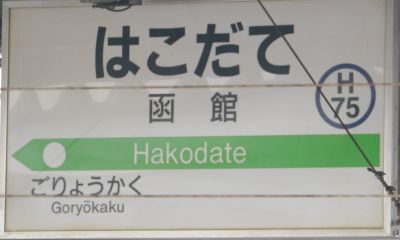 はこだて
函館
H
75
Hakodate
ごりょうかく
Goryōkaku